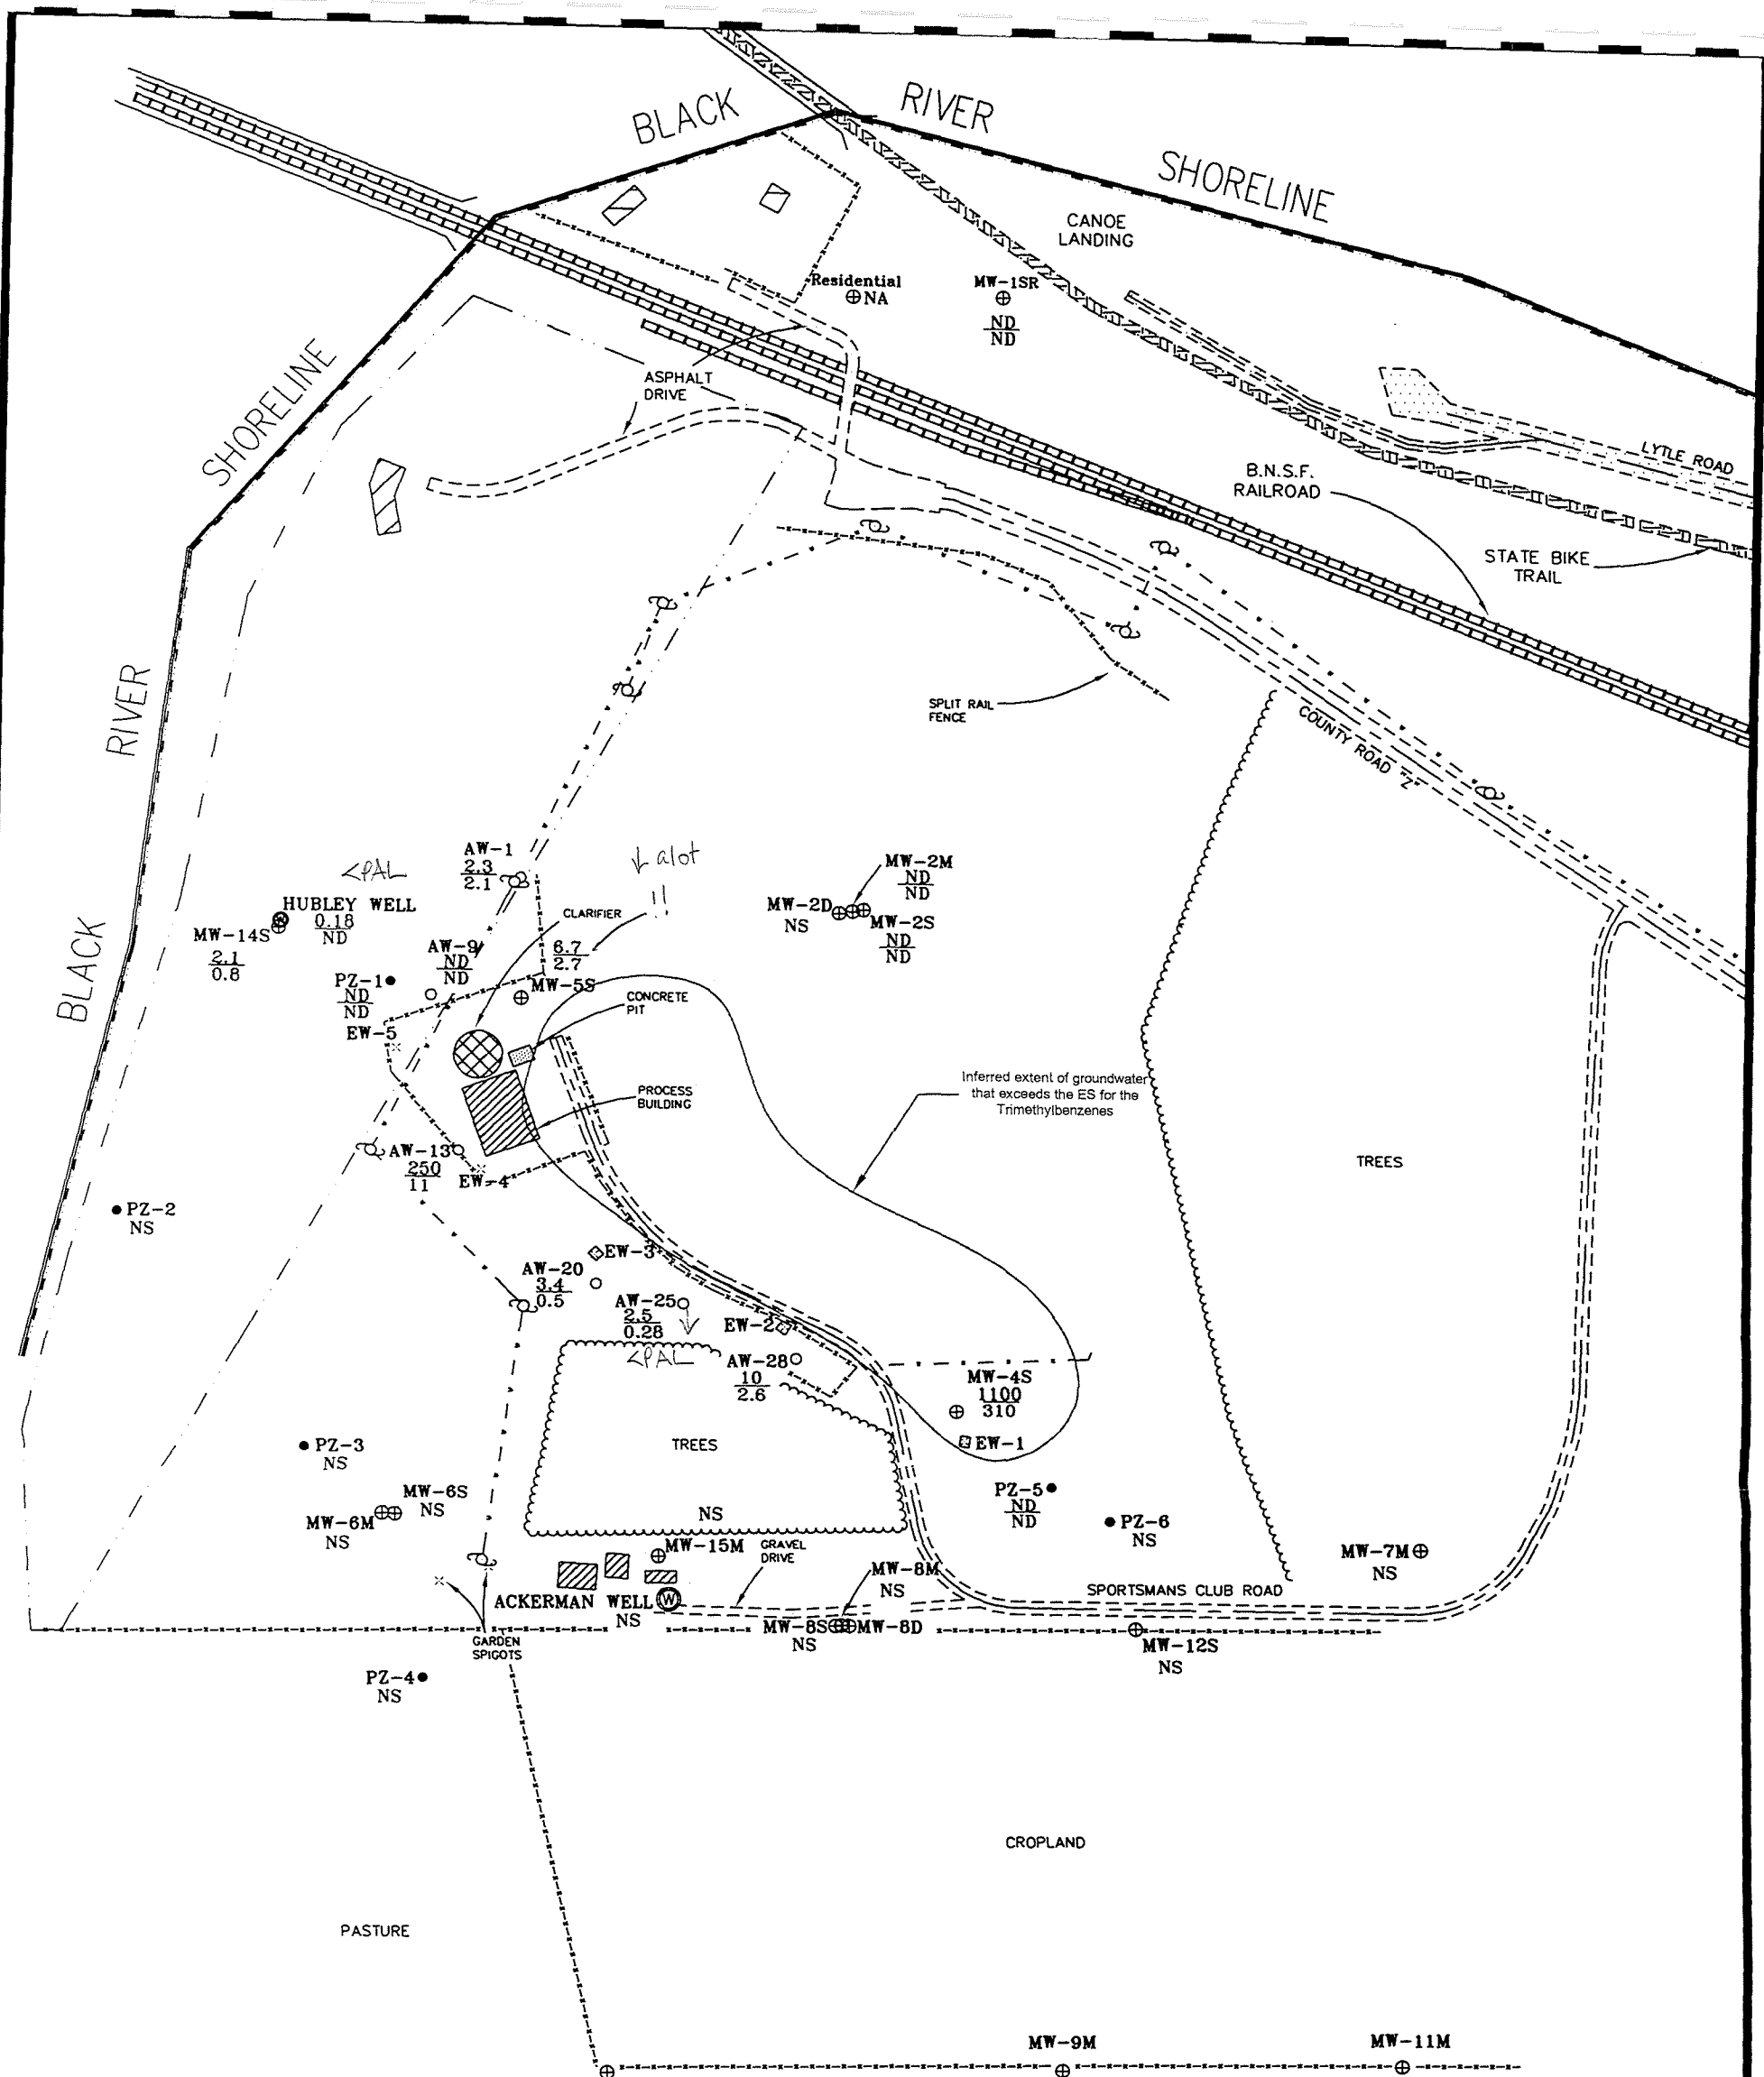 BLACK
RIVER
SHORELINE
CANOE
LANDING
Residential
NA
MW-1SR
ND
ND
ASPHALT
DRIVE
SHORELINE
LYTLE ROAD
B.N.S.F.
RAILROAD
STATE BIKE
TRAIL
RIVER
BLACK
SPLIT RAIL
FENCE
COUNTY ROAD "Z"
AW-1
2.3
2.1
<PAL
↓ alot
!!
HUBLEY WELL
0.18
ND
MW-14S
2.1
0.8
CLARIFIER
MW-2M
ND
ND
MW-2D
NS
MW-2S
ND
ND
AW-9
ND
ND
6.7
2.7
MW-5S
PZ-1
ND
ND
CONCRETE
PIT
EW-5
PROCESS
BUILDING
Inferred extent of groundwater
that exceeds the ES for the
Trimethylbenzenes
TREES
AW-13
250
11
EW-4
PZ-2
NS
EW-3
AW-20
3.4
0.5
AW-25
2.5
0.28
↓
<PAL
EW-2
AW-28
10
2.6
MW-4S
1100
310
EW-1
TREES
NS
PZ-3
NS
MW-6S
NS
MW-6M
NS
PZ-5
ND
ND
PZ-6
NS
MW-7M
NS
MW-15M
GRAVEL
DRIVE
MW-8M
NS
SPORTSMANS CLUB ROAD
ACKERMAN WELL W
NS
MW-8S
NS
MW-8D
MW-12S
NS
GARDEN
SPIGOTS
PZ-4
NS
CROPLAND
PASTURE
MW-9M
MW-11M